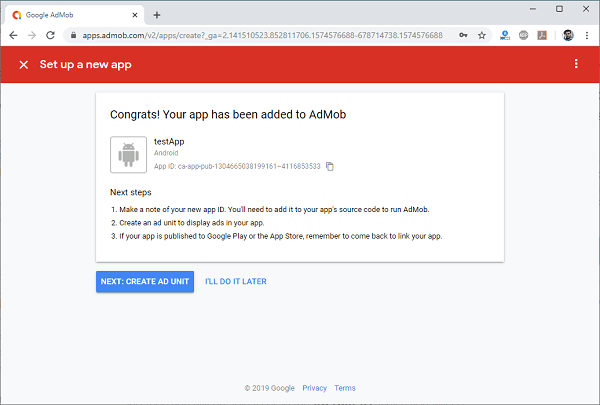 Google AdMob
apps.admob.com/v2/apps/create?_ga=2.141510523.852811706.1574576688-678714738.1574576688
Set up a new app
Congrats! Your app has been added to AdMob
testApp
Android
App ID: ca-app-pub-1304665038199161~4116853533
Next steps
1. Make a note of your new app ID. You'll need to add it to your app's source code to run AdMob.
2. Create an ad unit to display ads in your app.
3. If your app is published to Google Play or the App Store, remember to come back to link your app.
NEXT: CREATE AD UNIT I'LL DO IT LATER
© 2019 Google Privacy Terms